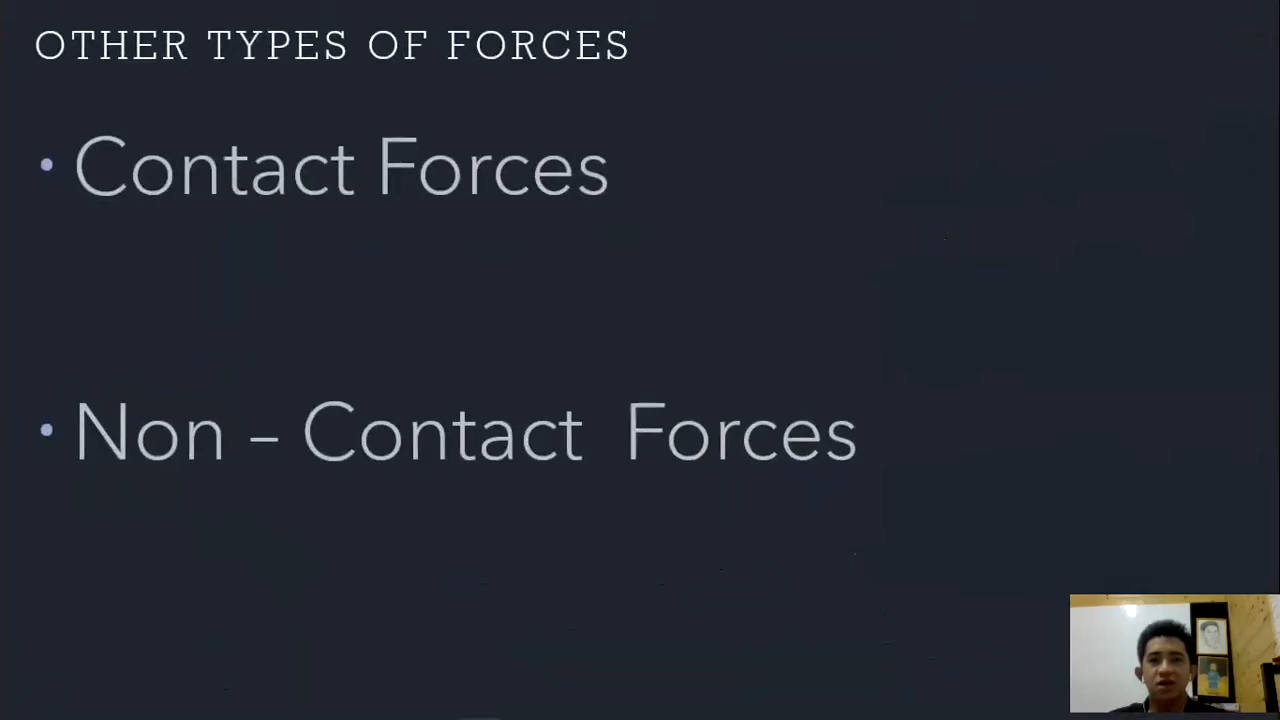 OTHER TYPES OF FORCES
• Contact Forces
• Non – Contact Forces